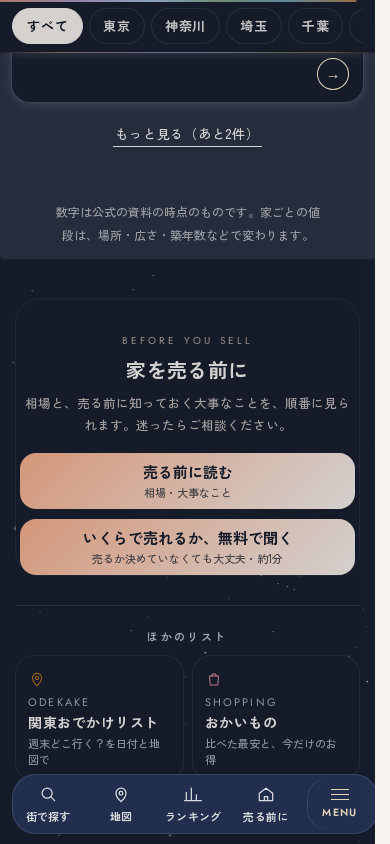 すべて
東京
神奈川
埼玉
千葉
→
もっと見る（あと2件）
数字は公式の資料の時点のものです。家ごとの値
段は、場所・広さ・築年数などで変わります。
BEFORE YOU SELL
家を売る前に
相場と、売る前に知っておく大事なことを、順番に見ら
れます。迷ったらご相談ください。
売る前に読む
相場・大事なこと
いくらで売れるか、無料で聞く
売るか決めていなくても大丈夫・約1分
ほかのリスト
ODEKAKE
関東おでかけリスト
週末どこ行く？を日付と地
図で
SHOPPING
おかいもの
比べた最安と、今だけのお
得
街で探す
地図
ランキング
売る前に
MENU